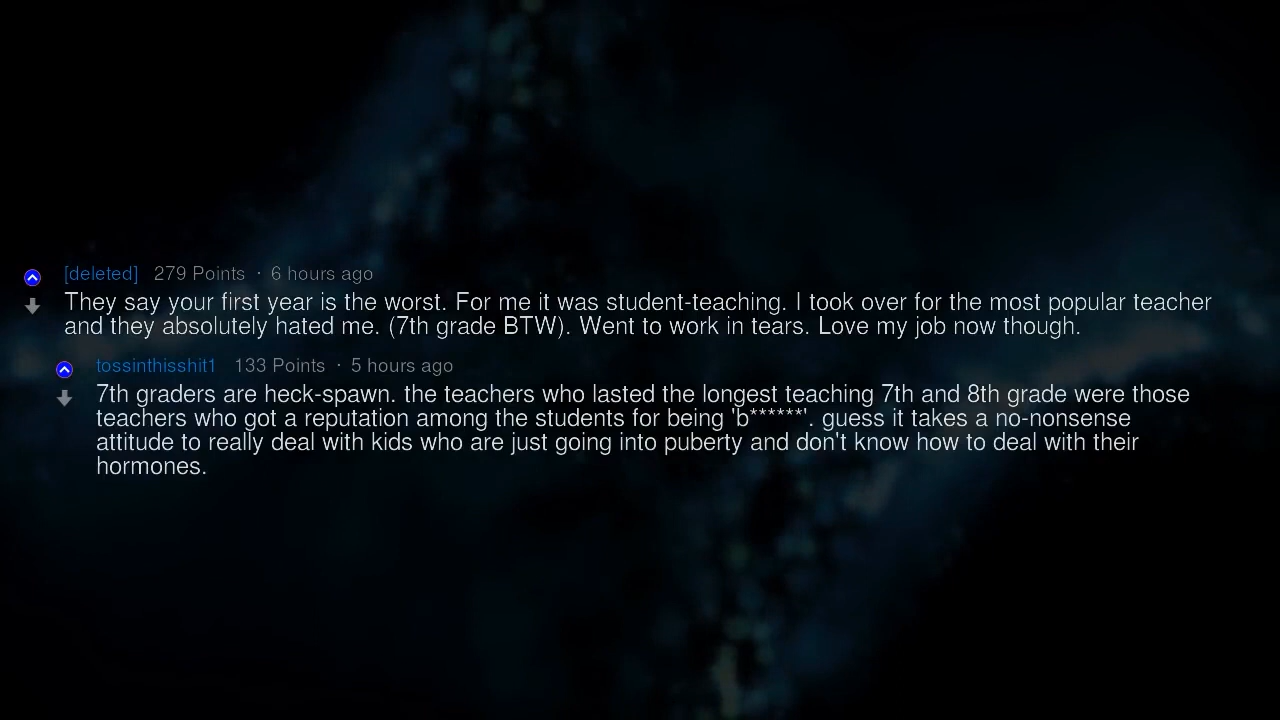 [deleted] 279 Points · 6 hours ago
They say your first year is the worst. For me it was student-teaching. I took over for the most popular teacher
and they absolutely hated me. (7th grade BTW). Went to work in tears. Love my job now though.
tossinthisshit1 133 Points · 5 hours ago
7th graders are heck-spawn. the teachers who lasted the longest teaching 7th and 8th grade were those
teachers who got a reputation among the students for being 'b******'. guess it takes a no-nonsense
attitude to really deal with kids who are just going into puberty and don't know how to deal with their
hormones.